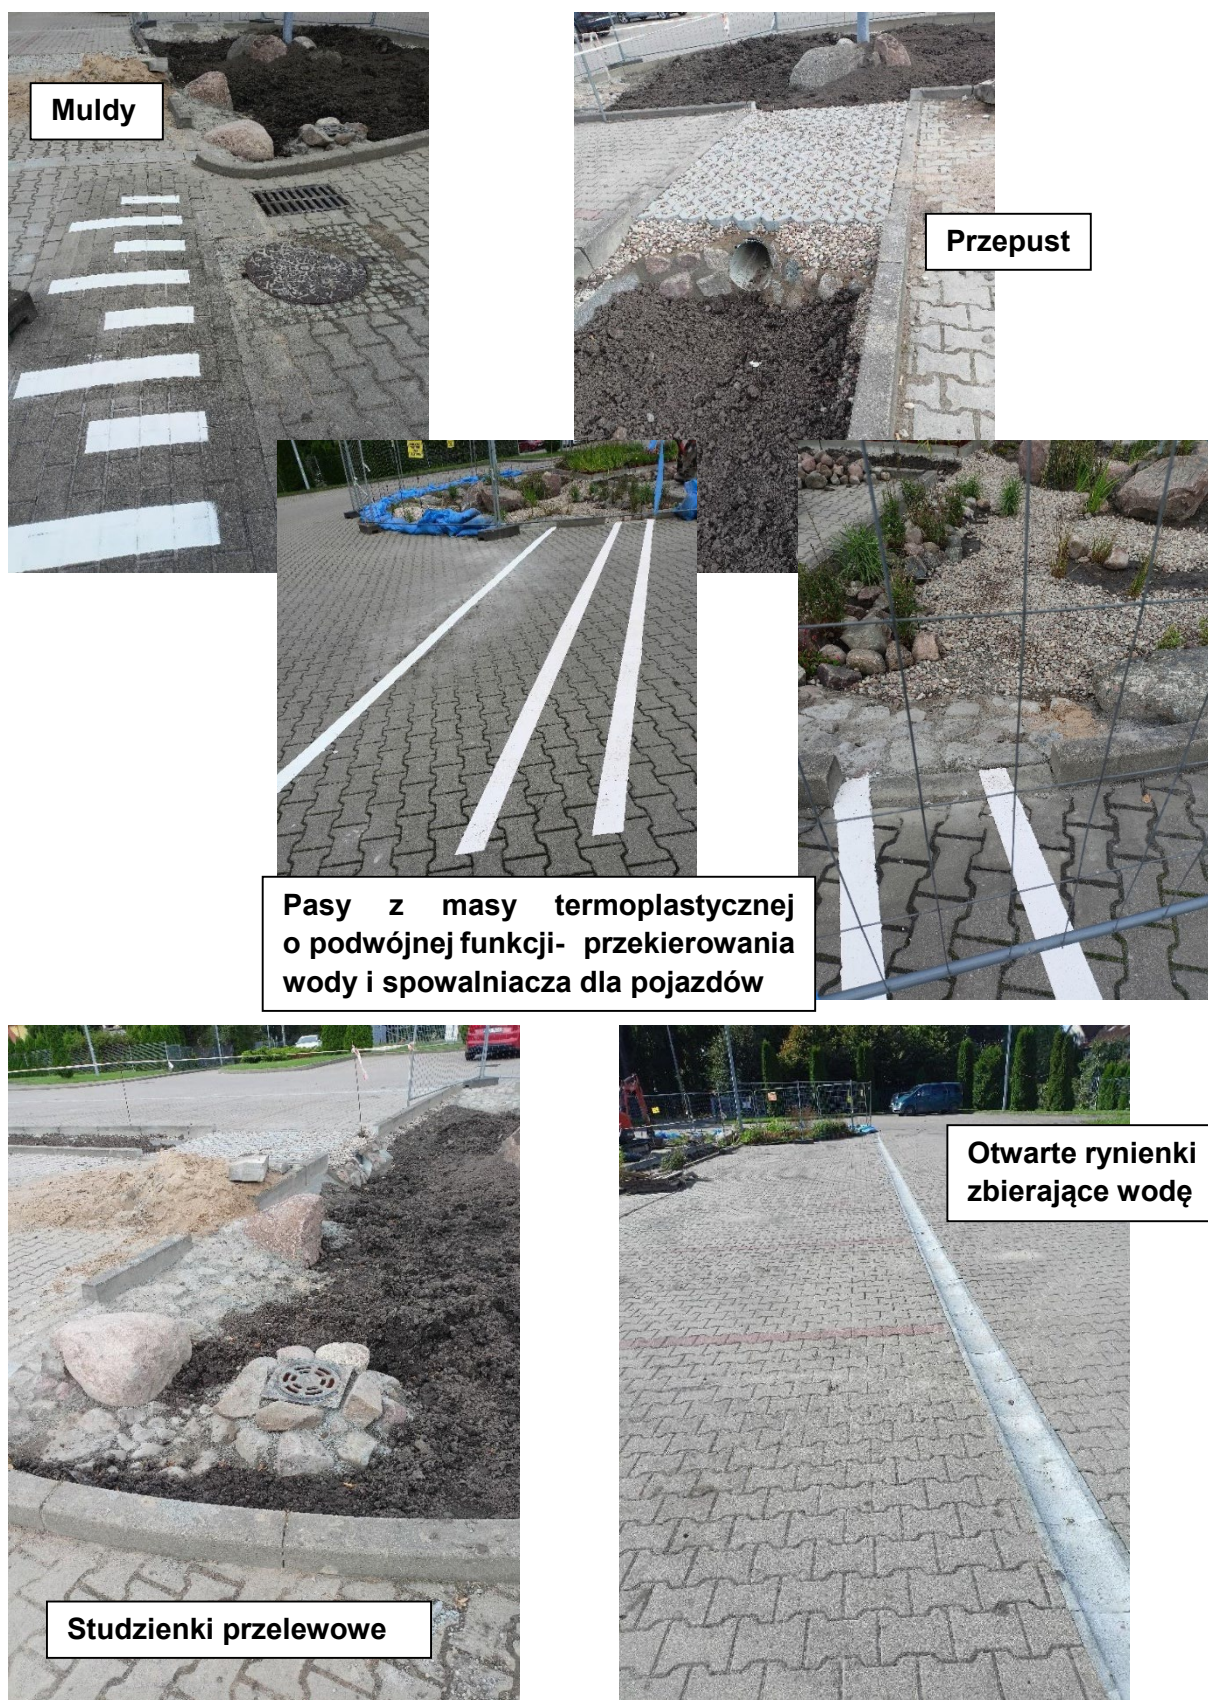 Muldy
Przepust
Pasy z masy termoplastycznej
o podwójnej funkcji- przekierowania
wody i spowalniacza dla pojazdów
Otwarte rynienki
zbierające wodę
Studzienki przelewowe